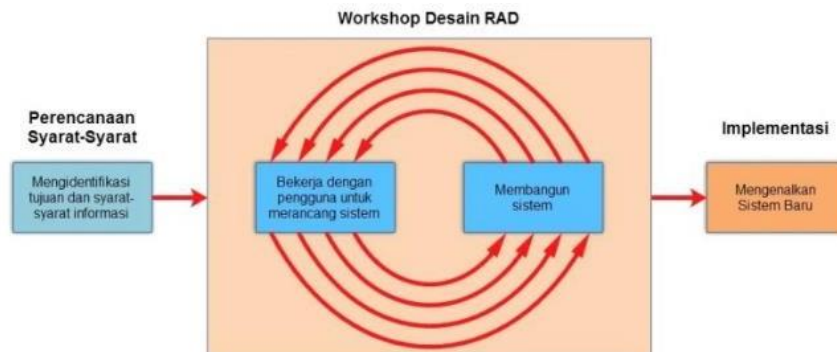 Workshop Desain RAD
Perencanaan
Syarat-Syarat
Mengidentifikasi
tujuan dan syarat-
syarat informasi
Bekerja dengan
pengguna untuk
merancang sistem
Membangun
sistem
Implementasi
Mengenalkan
Sistem Baru